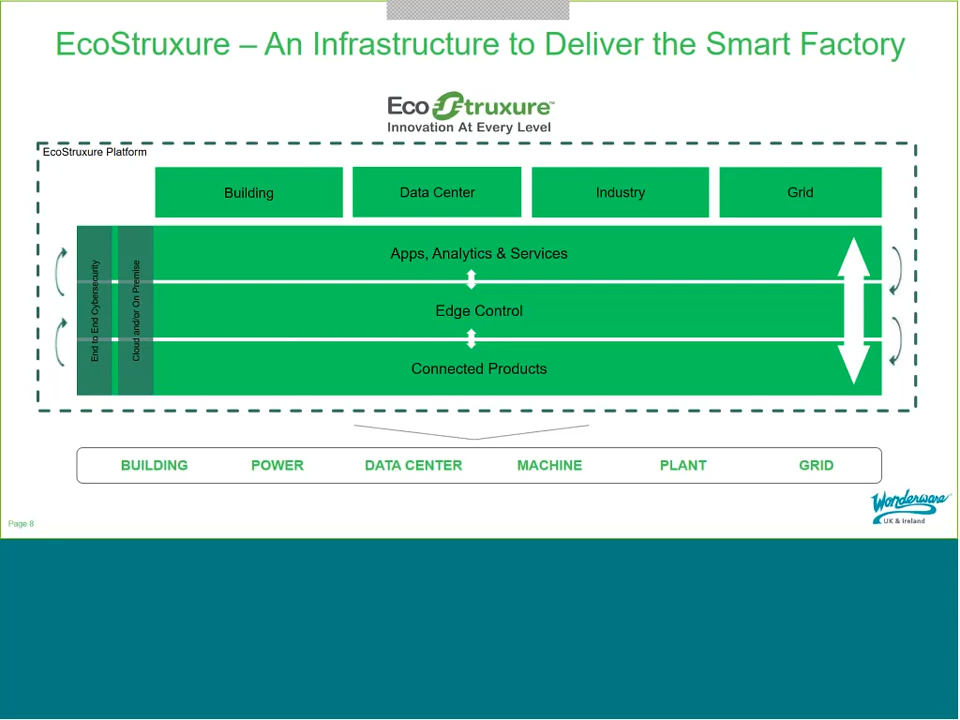 EcoStruxure – An Infrastructure to Deliver the Smart Factory
EcoStruxure™
Innovation At Every Level
EcoStruxure Platform
Building
Data Center
Industry
Grid
End to End Cybersecurity
Cloud and/or On Premise
Apps, Analytics & Services
Edge Control
Connected Products
BUILDING
POWER
DATA CENTER
MACHINE
PLANT
GRID
Wonderware
UK & Ireland
Page 8